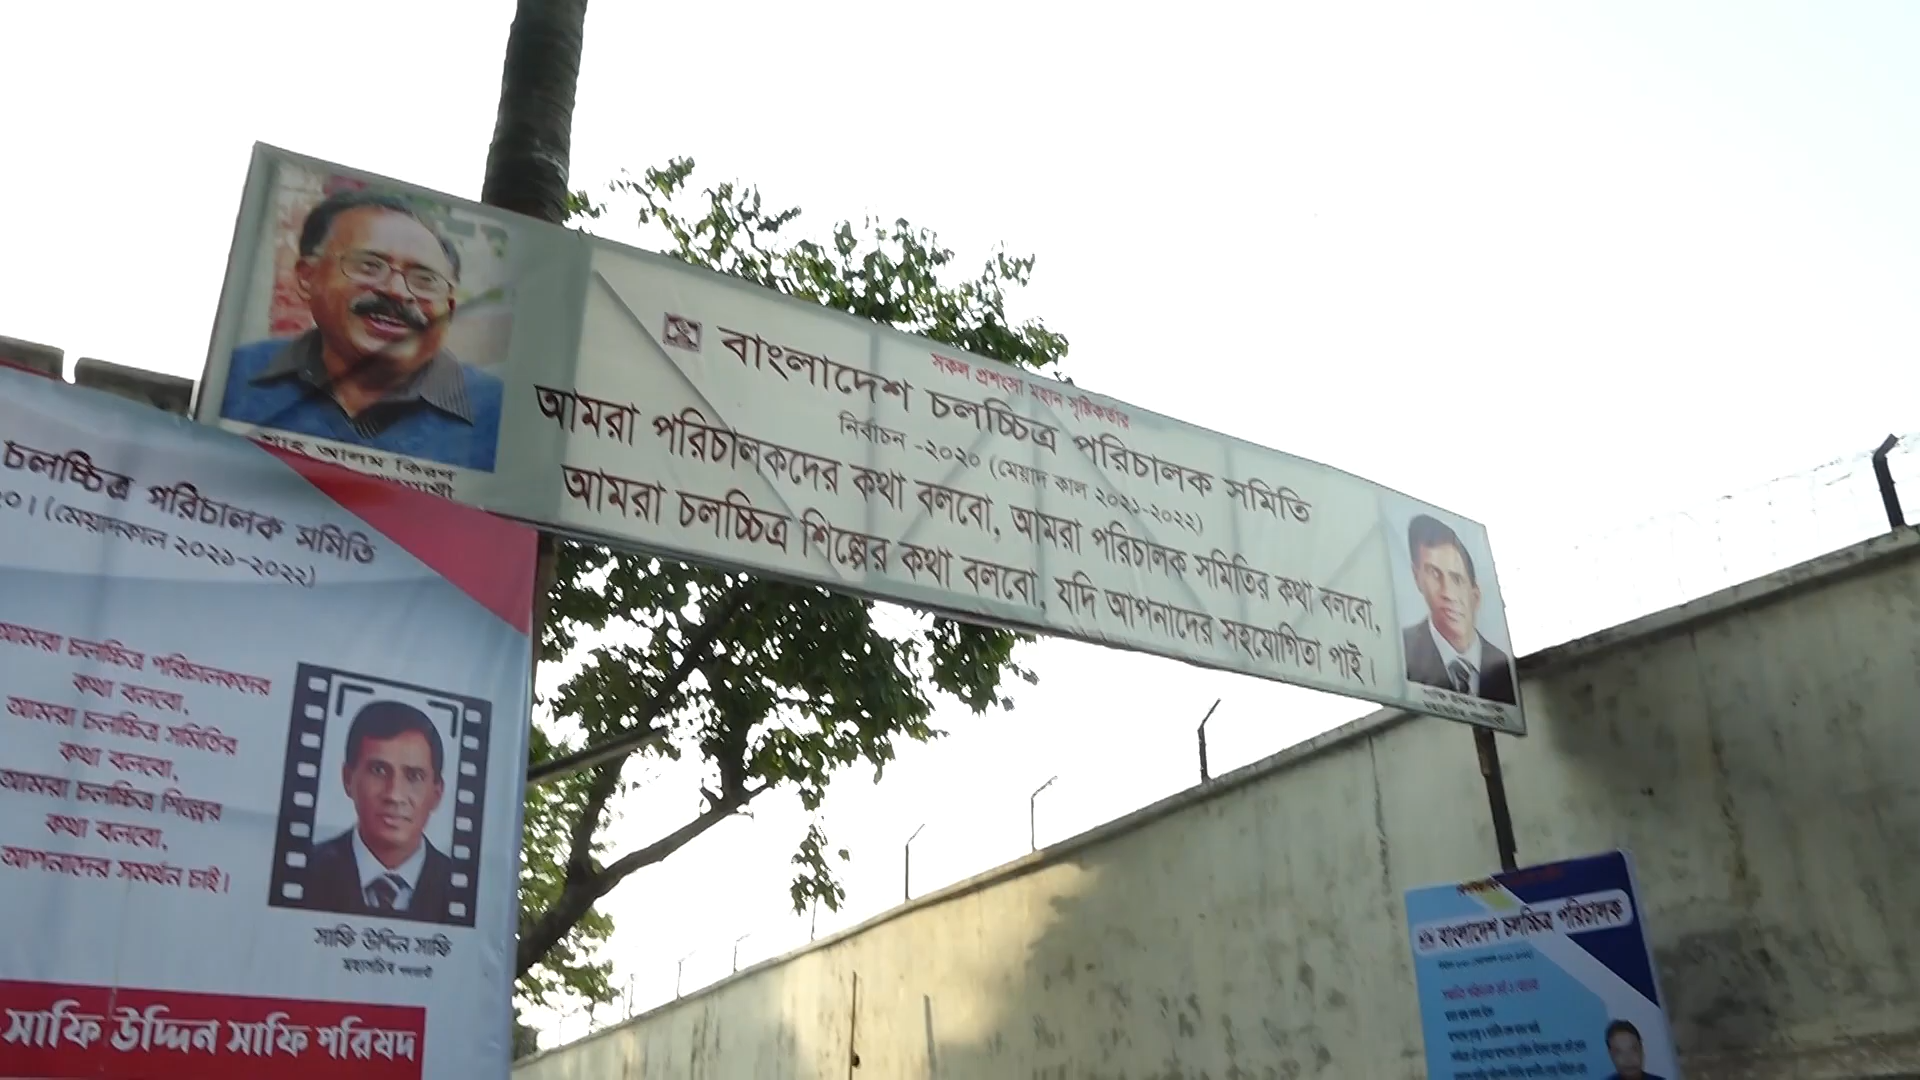 সকল প্রশংসা মহান সৃষ্টিকর্তার
বাংলাদেশ চলচ্চিত্র পরিচালক সমিতি
নির্বাচন -২০২০ (মেয়াদ কাল ২০২১-২০২২)
আমরা পরিচালকদের কথা বলবো, আমরা পরিচালক সমিতির কথা বলবো,
আমরা চলচ্চিত্র শিল্পের কথা বলবো, যদি আপনাদের সহযোগিতা পাই।
শাহ আলম কিরণ
চলচ্চিত্র পরিচালক সমিতি
২০। (মেয়াদকাল ২০২১-২০২২)
আমরা চলচ্চিত্র পরিচালকদের
কথা বলবো,
আমরা চলচ্চিত্র সমিতির
কথা বলবো,
আমরা চলচ্চিত্র শিল্পের
কথা বলবো,
আপনাদের সমর্থন চাই।
সাফি উদ্দিন সাফি
মহাসচিব
সাফি উদ্দিন সাফি পরিষদ
বাংলাদেশ চলচ্চিত্র পরিচালক